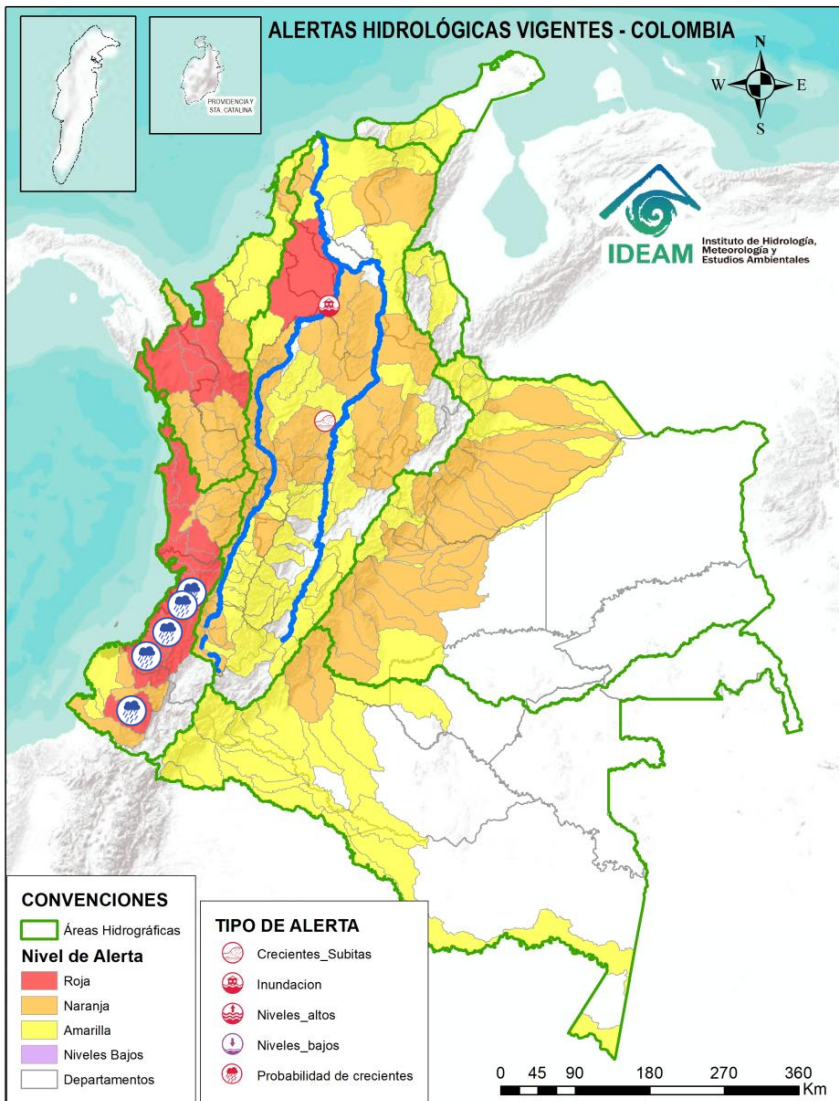 ALERTAS HIDROLÓGICAS VIGENTES - COLOMBIA
PROVIDENCIA Y
STA. CATALINA
N
W E
S
IDEAM
Instituto de Hidrología,
Meteorología y
Estudios Ambientales
CONVENCIONES
Áreas Hidrográficas
Nivel de Alerta
Roja
Naranja
Amarilla
Niveles Bajos
Departamentos
TIPO DE ALERTA
Crecientes_Subitas
Inundacion
Niveles_altos
Niveles_bajos
Probabilidad de crecientes
0 45 90 180 270 360
Km